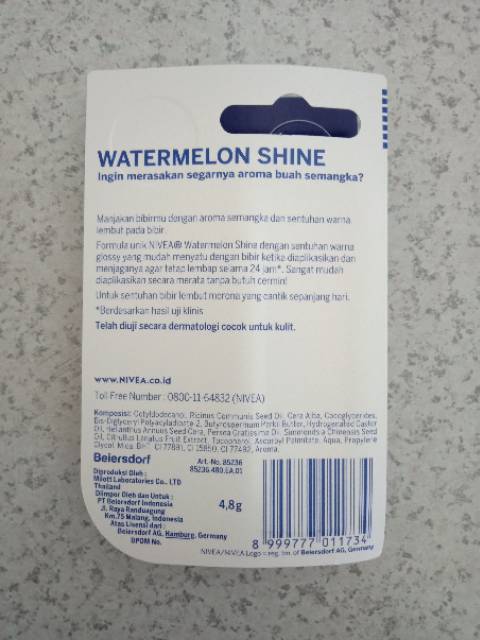 WATERMELON SHINE
Ingin merasakan segarnya aroma buah semangka?
Manjakan bibirmu dengan aroma semangka dan sentuhan warna
lembut pada bibir.
Formula unik NIVEA® Watermelon Shine dengan sentuhan warna
glossy yang mudah menyatu dengan bibir ketika diaplikasikan dan
menjaganya agar tetap lembap selama 24 jam*. Sangat mudah
diaplikasikan secara merata tanpa butuh cermin!
Untuk sentuhan bibir lembut merona yang cantik sepanjang hari.
*Berdasarkan hasil uji klinis
Telah diuji secara dermatologi cocok untuk kulit.
www.NIVEA.co.id
Toll Free Number : 0800-11-64832 (NIVEA)
Komposisi: Octyldodecanol, Ricinus Communis Seed Oil, Cera Alba, Cocoglycerides,
Bis-Diglyceryl Polyacyladipate-2, Butyrospermum Parkii Butter, Hydrogenated Castor
Oil, Helianthus Annuus Seed Cera, Persea Gratissima Oil, Simmondsia Chinensis Seed
Oil, Citrullus Lanatus Fruit Extract, Tocopherol, Ascorbyl Palmitate, Aqua, Propylene
Glycol, Mica, BHT, CI 77891, CI 15850, CI 77492, Aroma.
Beiersdorf
Art. No. 85236
85236.480.EA.01
Diproduksi Oleh :
Milott Laboratories Co., LTD
Thailand
Diimpor Oleh dan Untuk :
PT Beiersdorf Indonesia
Jl. Raya Randuagung
Km.75 Malang, Indonesia
Atas Lisensi dari :
Beiersdorf AG, Hamburg, Germany
BPOM No.
4,8g
8 999777 011734
NIVEA/NIVEA Logo = reg. tm. of Beiersdorf AG, Germany